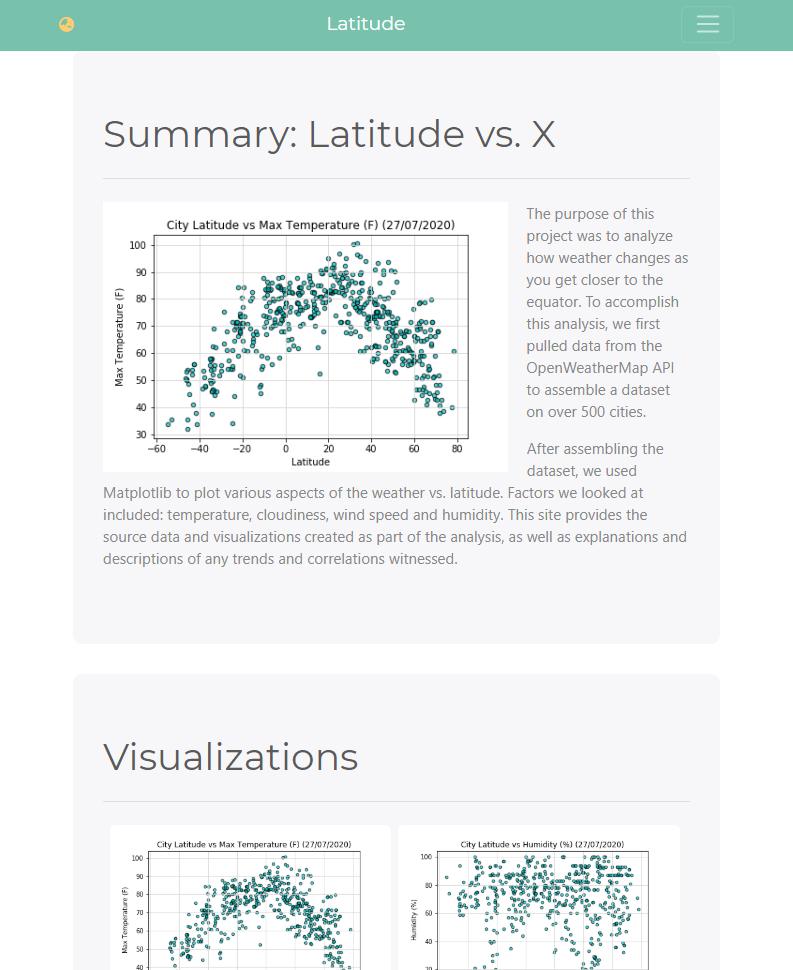 Latitude
Summary: Latitude vs. X
City Latitude vs Max Temperature (F) (27/07/2020)
100
90
80
70
60
50
40
30
Max Temperature (F)
−60 −40 −20 0 20 40 60 80
Latitude
The purpose of this
project was to analyze
how weather changes as
you get closer to the
equator. To accomplish
this analysis, we first
pulled data from the
OpenWeatherMap API
to assemble a dataset
on over 500 cities.
After assembling the
dataset, we used
Matplotlib to plot various aspects of the weather vs. latitude. Factors we looked at
included: temperature, cloudiness, wind speed and humidity. This site provides the
source data and visualizations created as part of the analysis, as well as explanations and
descriptions of any trends and correlations witnessed.
Visualizations
City Latitude vs Max Temperature (F) (27/07/2020)
100
90
80
70
60
50
40
Max Temperature (F)
City Latitude vs Humidity (%) (27/07/2020)
100
80
60
40
20
Humidity (%)